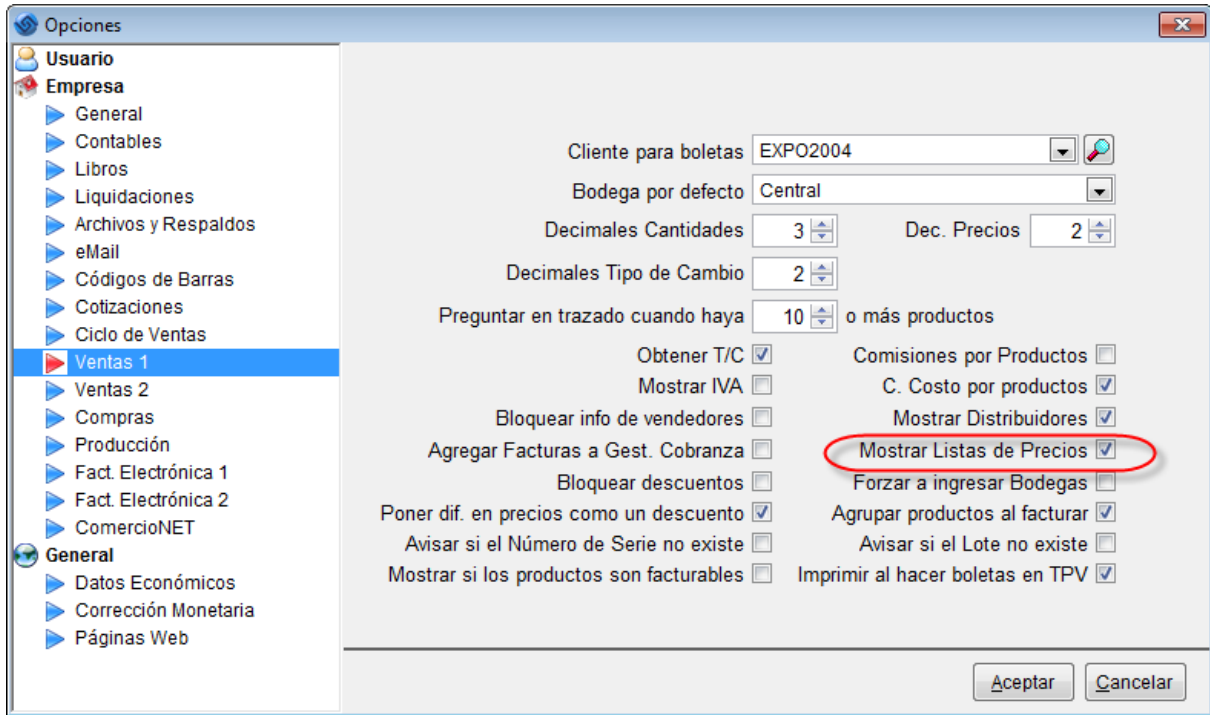 Opciones
Usuario
Empresa
General
Contables
Libros
Liquidaciones
Archivos y Respaldos
eMail
Códigos de Barras
Cotizaciones
Ciclo de Ventas
Ventas 1
Ventas 2
Compras
Producción
Fact. Electrónica 1
Fact. Electrónica 2
ComercioNET
General
Datos Económicos
Corrección Monetaria
Páginas Web
Cliente para boletas EXPO2004
Bodega por defecto Central
Decimales Cantidades 3 Dec. Precios 2
Decimales Tipo de Cambio 2
Preguntar en trazado cuando haya 10 o más productos
Obtener T/C Comisiones por Productos
Mostrar IVA C. Costo por productos
Bloquear info de vendedores Mostrar Distribuidores
Agregar Facturas a Gest. Cobranza Mostrar Listas de Precios
Bloquear descuentos Forzar a ingresar Bodegas
Poner dif. en precios como un descuento Agrupar productos al facturar
Avisar si el Número de Serie no existe Avisar si el Lote no existe
Mostrar si los productos son facturables Imprimir al hacer boletas en TPV
Aceptar Cancelar